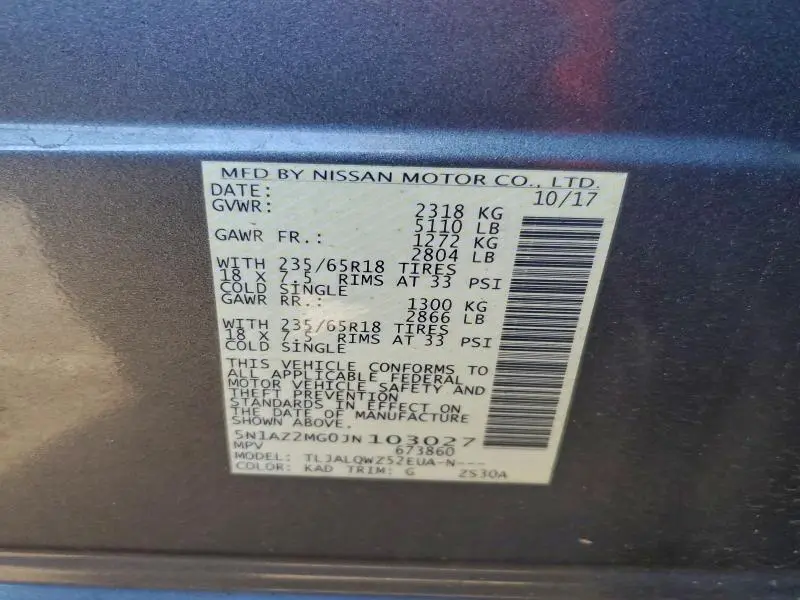 MFD BY NISSAN MOTOR CO., LTD.
DATE: 10/17
GVWR: 2318 KG
5110 LB
GAWR FR.: 1272 KG
2804 LB
WITH 235/65R18 TIRES
18 X 7.5 RIMS AT 33 PSI
COLD SINGLE
GAWR RR.: 1300 KG
2866 LB
WITH 235/65R18 TIRES
18 X 7.5 RIMS AT 33 PSI
COLD SINGLE
THIS VEHICLE CONFORMS TO
ALL APPLICABLE FEDERAL
MOTOR VEHICLE SAFETY AND
THEFT PREVENTION
STANDARDS IN EFFECT ON
THE DATE OF MANUFACTURE
SHOWN ABOVE.
5N1AZ2MG0JN103027
MPV 673860
MODEL: TLJALQWZ52EUA-N---
COLOR: KAD TRIM: G 2S30A